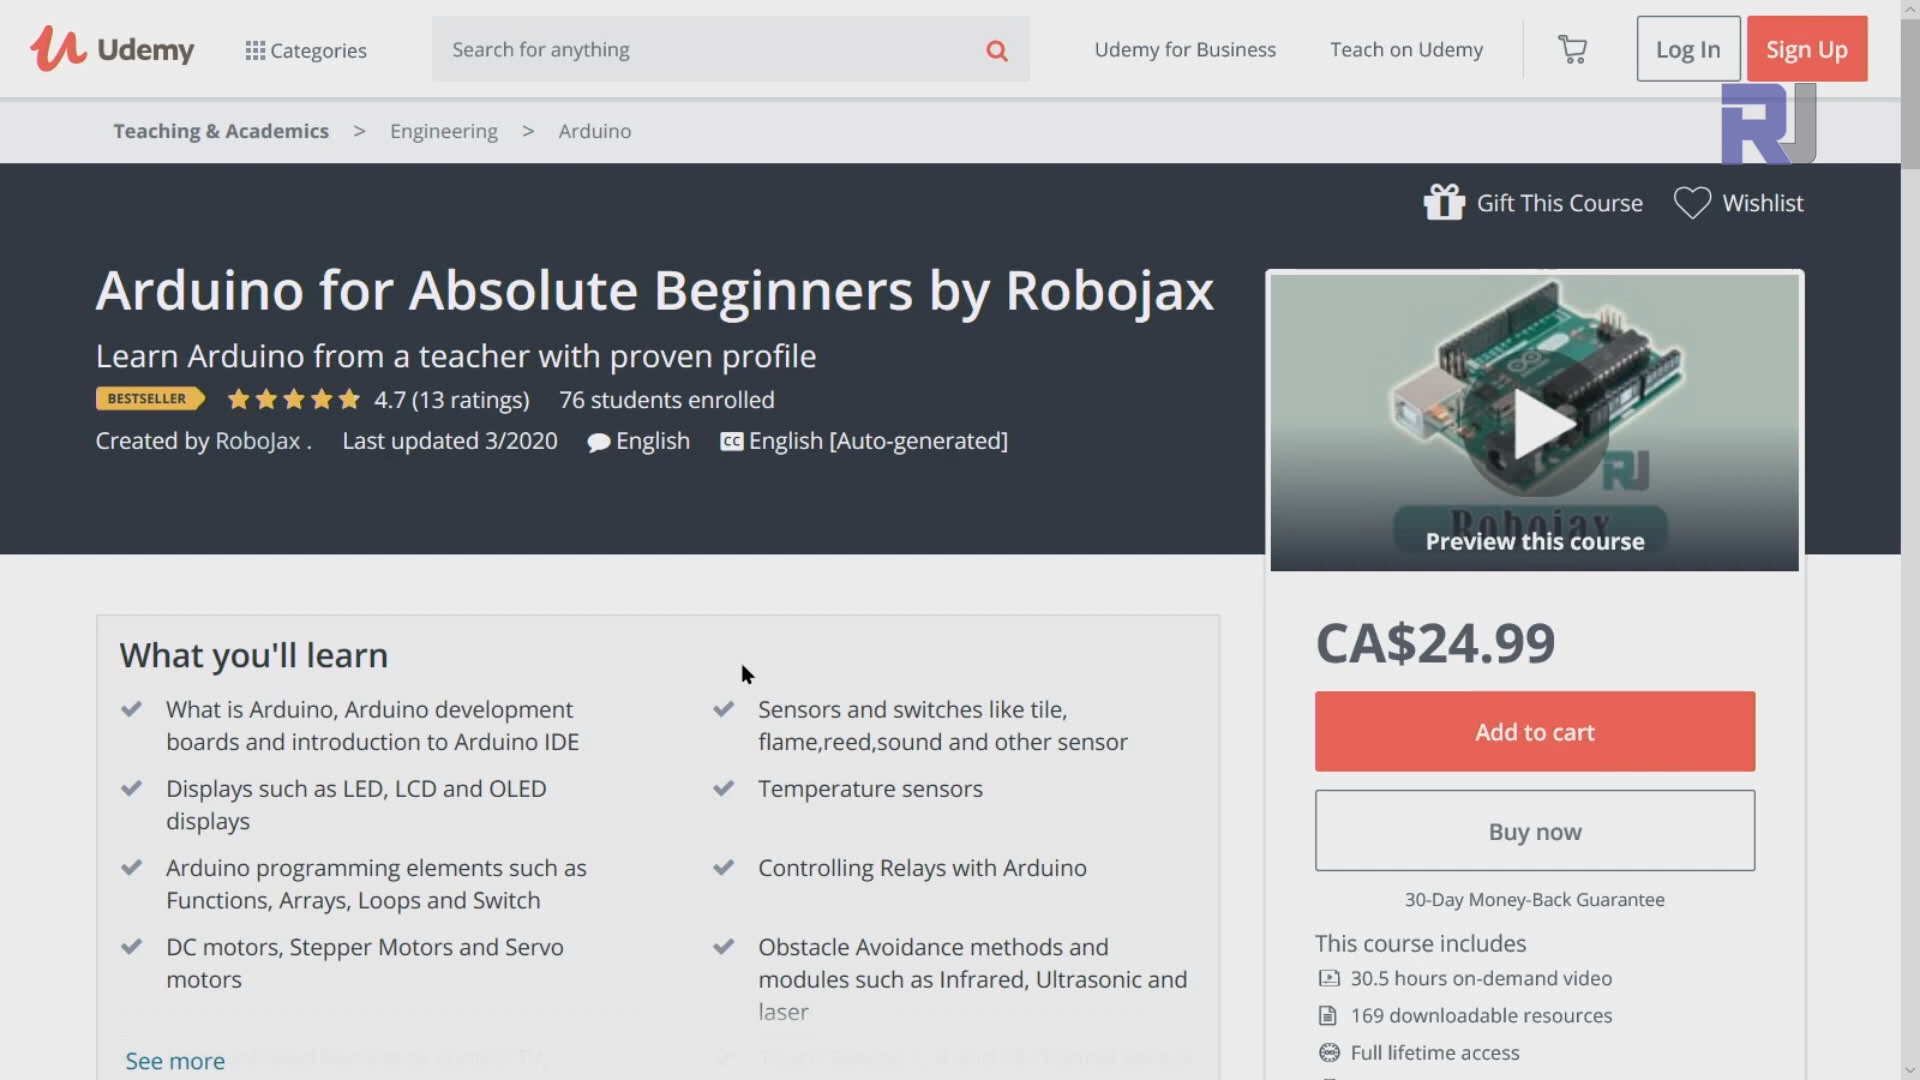 Udemy
Categories
Search for anything
Udemy for Business
Teach on Udemy
Log In
Sign Up
RJ
Teaching & Academics > Engineering > Arduino
Gift This Course
Wishlist
Arduino for Absolute Beginners by Robojax
Learn Arduino from a teacher with proven profile
BESTSELLER 4.7 (13 ratings) 76 students enrolled
Created by RoboJax . Last updated 3/2020 English CC English [Auto-generated]
RJ
Robojax
Preview this course
What you'll learn
What is Arduino, Arduino development
boards and introduction to Arduino IDE
Displays such as LED, LCD and OLED
displays
Arduino programming elements such as
Functions, Arrays, Loops and Switch
DC motors, Stepper Motors and Servo
motors
Sensors and switches like tile,
flame,reed,sound and other sensor
Temperature sensors
Controlling Relays with Arduino
Obstacle Avoidance methods and
modules such as Infrared, Ultrasonic and
laser
See more
CA$24.99
Add to cart
Buy now
30-Day Money-Back Guarantee
This course includes
30.5 hours on-demand video
169 downloadable resources
Full lifetime access